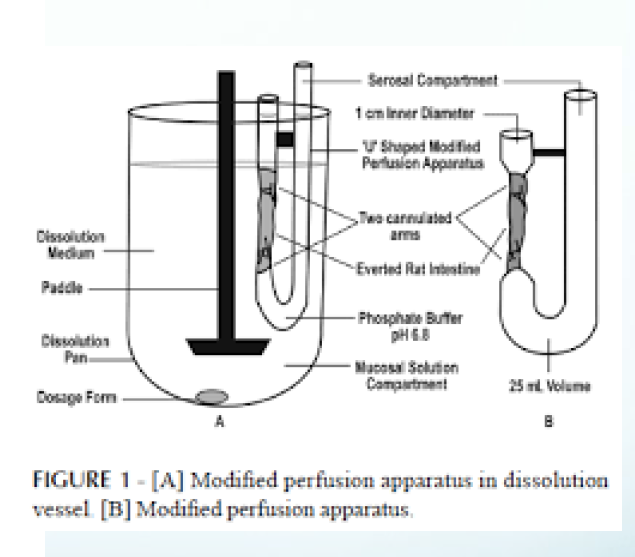 Serosal Compartment
1 cm Inner Diameter
'U' Shaped Modified
Perfusion Apparatus
Two cannulated
arms
Everted Rat Intestine
Phosphate Buffer
pH 6.8
Mucosal Solution
Compartment
Dissolution
Medium
Paddle
Dissolution
Pan
Dosage Form
A
25 mL Volume
B
FIGURE 1 - [A] Modified perfusion apparatus in dissolution
vessel. [B] Modified perfusion apparatus.